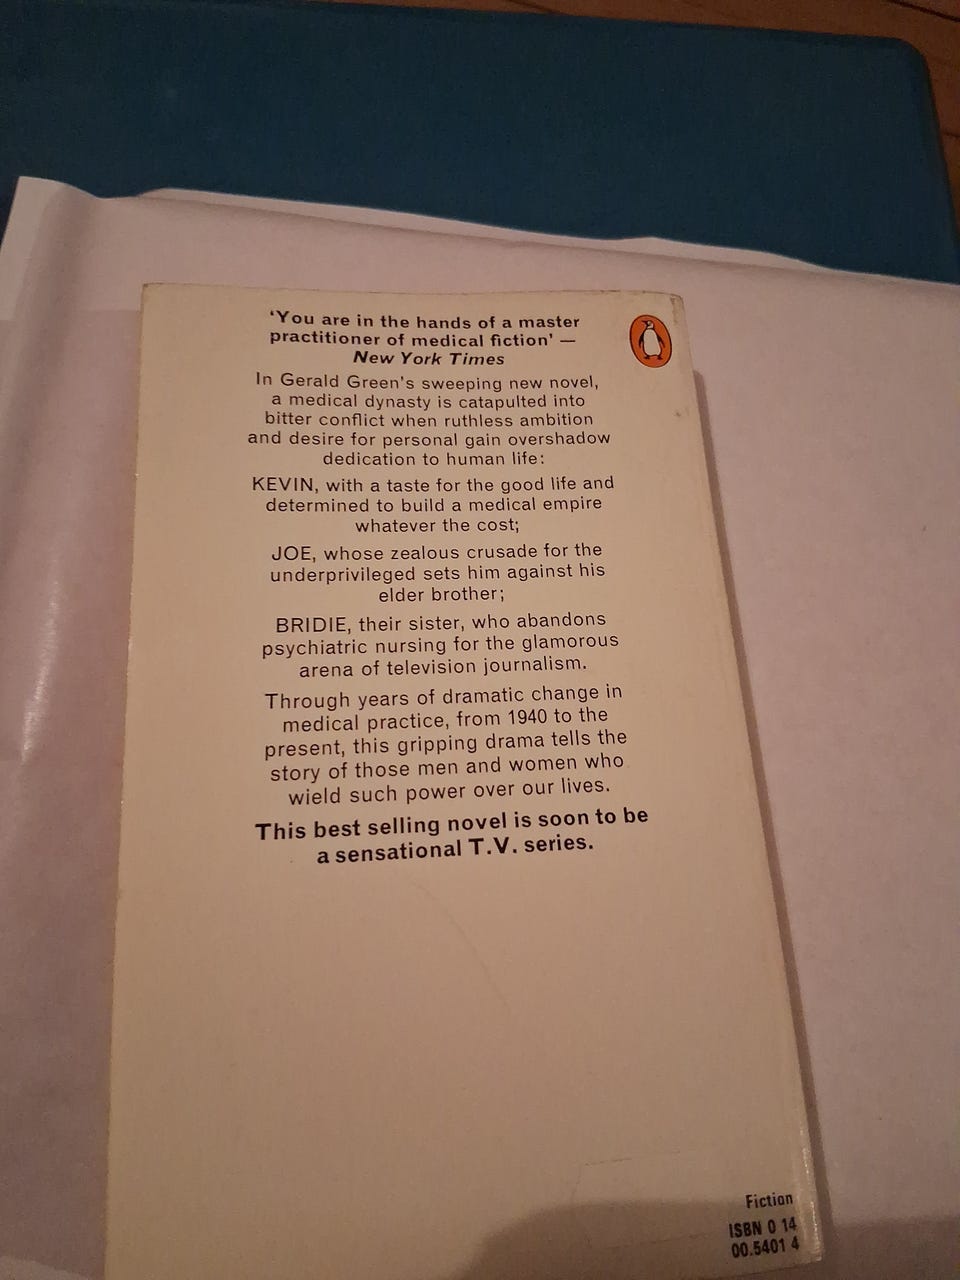 ‘You are in the hands of a master
practitioner of medical fiction’ —
New York Times
In Gerald Green's sweeping new novel,
a medical dynasty is catapulted into
bitter conflict when ruthless ambition
and desire for personal gain overshadow
dedication to human life:
KEVIN, with a taste for the good life and
determined to build a medical empire
whatever the cost;
JOE, whose zealous crusade for the
underprivileged sets him against his
elder brother;
BRIDIE, their sister, who abandons
psychiatric nursing for the glamorous
arena of television journalism.
Through years of dramatic change in
medical practice, from 1940 to the
present, this gripping drama tells the
story of those men and women who
wield such power over our lives.
This best selling novel is soon to be
a sensational T.V. series.
Fiction
ISBN 0 14
00.5401 4